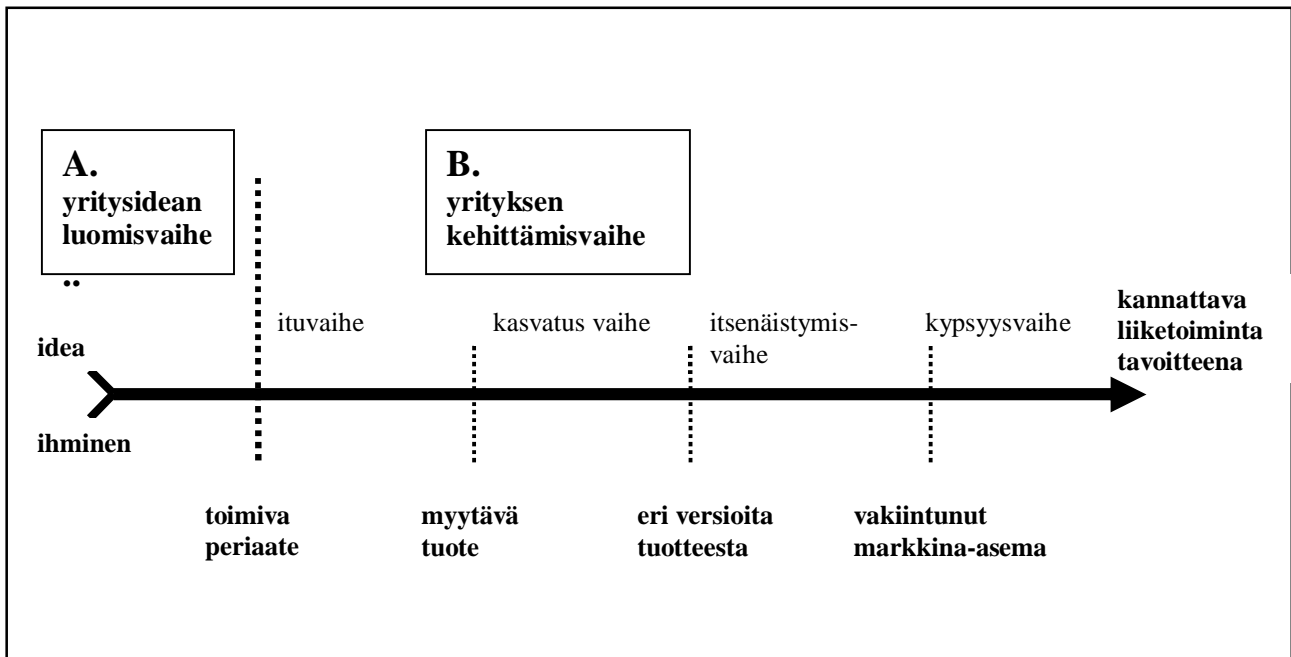 A.
yritysidean
luomisvaihe
..
B.
yrityksen
kehittämisvaihe
idea
ihminen
ituvaihe
kasvatus vaihe
itsenäistymis-
vaihe
kypsyysvaihe
kannattava
liiketoiminta
tavoitteena
toimiva
periaate
myytävä
tuote
eri versioita
tuotteesta
vakiintunut
markkina-asema